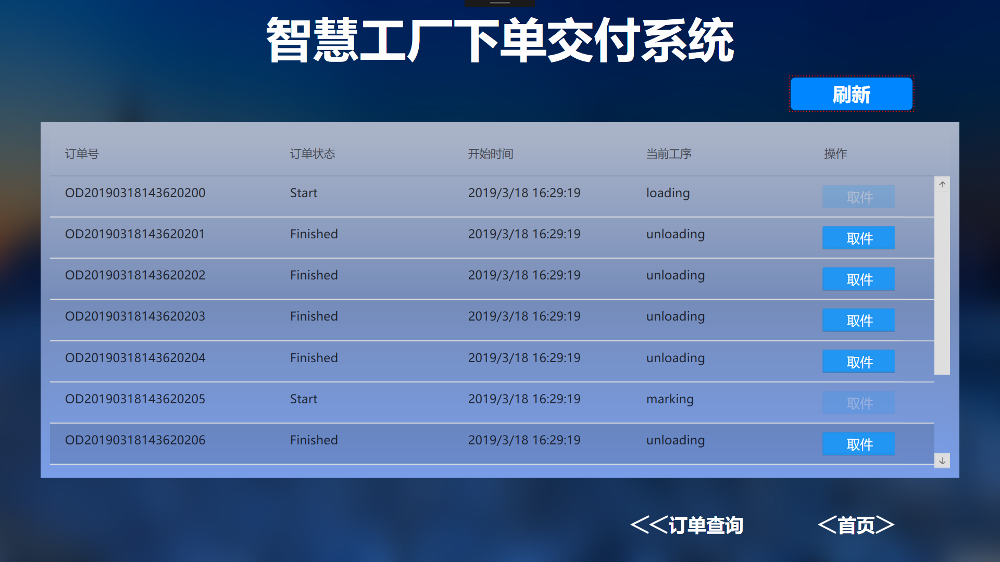 智慧工厂下单交付系统
刷新
订单号 订单状态 开始时间 当前工序 操作
OD20190318143620200 Start 2019/3/18 16:29:19 loading 取件
OD20190318143620201 Finished 2019/3/18 16:29:19 unloading 取件
OD20190318143620202 Finished 2019/3/18 16:29:19 unloading 取件
OD20190318143620203 Finished 2019/3/18 16:29:19 unloading 取件
OD20190318143620204 Finished 2019/3/18 16:29:19 unloading 取件
OD20190318143620205 Start 2019/3/18 16:29:19 marking 取件
OD20190318143620206 Finished 2019/3/18 16:29:19 unloading 取件
<<订单查询 <首页>